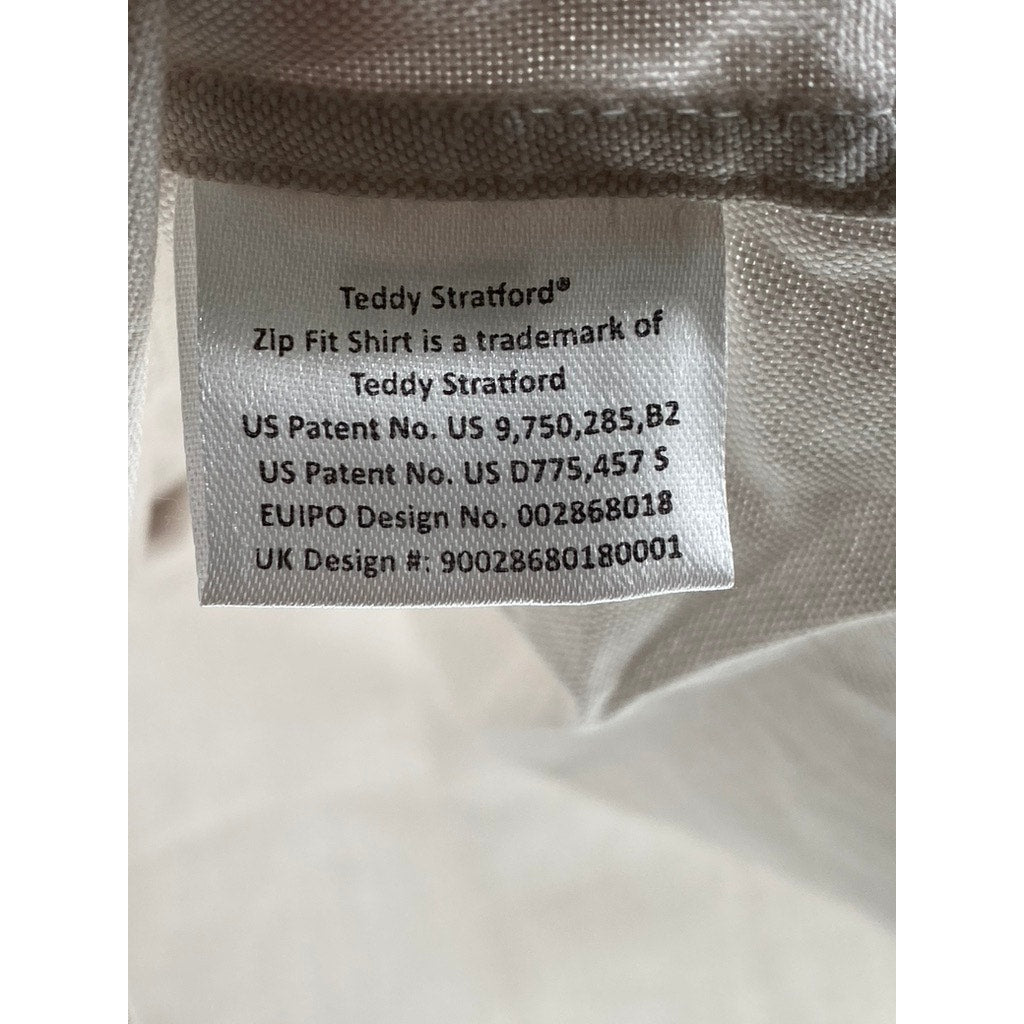 Teddy Stratford®
Zip Fit Shirt is a trademark of
Teddy Stratford
US Patent No. US 9,750,285,B2
US Patent No. US D775,457 S
EUIPO Design No. 002868018
UK Design #: 90028680180001